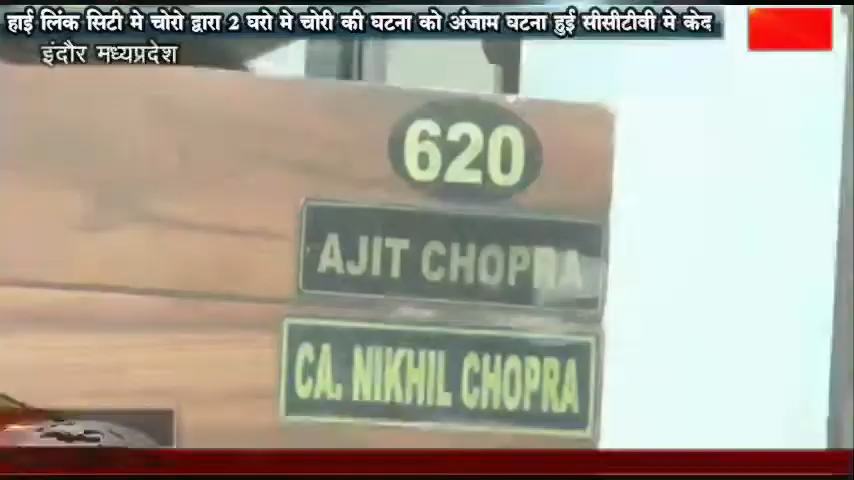 हाई लिंक सिटी मे चोरो द्वारा 2 घरो मे चोरी की घटना को अंजाम घटना हुई सीसीटीवी मे केद
इंदौर मध्यप्रदेश
620
AJIT CHOPRA
CA. NIKHIL CHOPRA